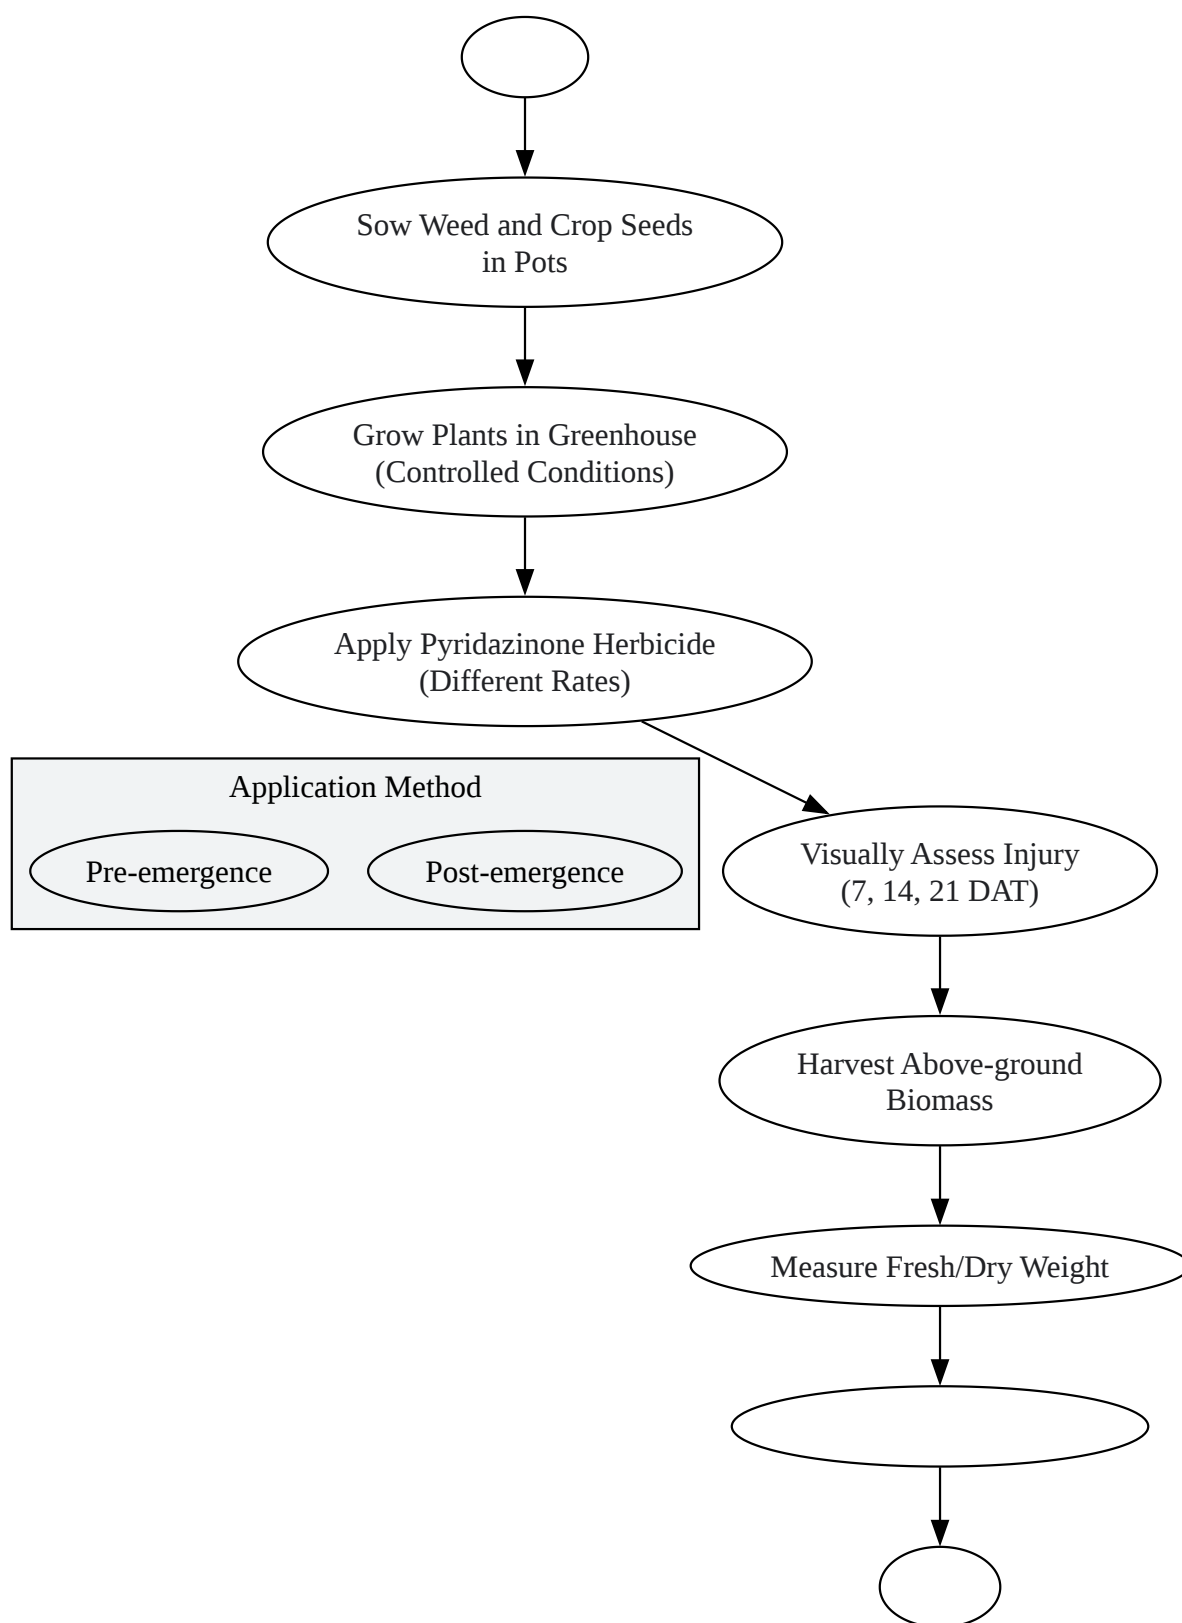 Sow Weed and Crop Seeds
in Pots
Grow Plants in Greenhouse
(Controlled Conditions)
Apply Pyridazinone Herbicide
(Different Rates)
Application Method
Pre-emergence
Post-emergence
Visually Assess Injury
(7, 14, 21 DAT)
Harvest Above-ground
Biomass
Measure Fresh/Dry Weight